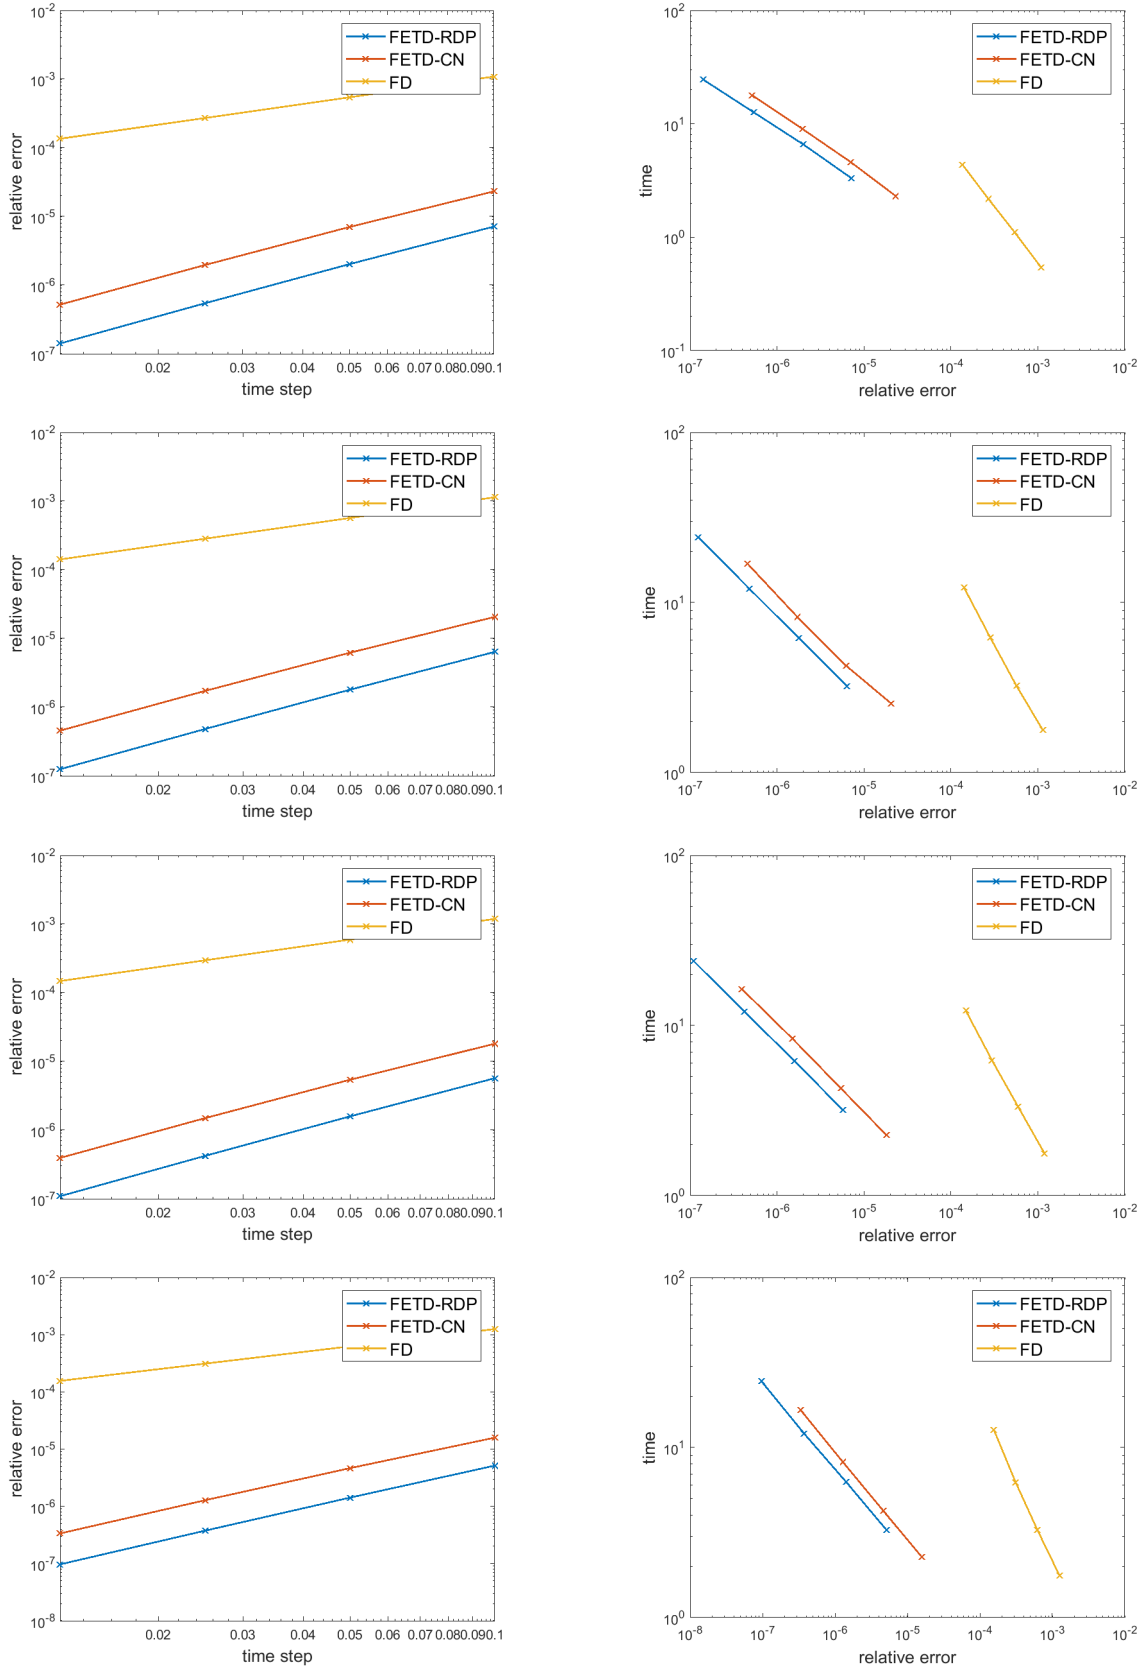 10^-2
10^-3
10^-4
10^-5
10^-6
10^-7
relative error
0.02 0.03 0.04 0.05 0.06 0.07 0.08 0.09 0.1
time step
FETD-RDP
FETD-CN
FD
10^2
10^1
10^0
10^-1
time
10^-7 10^-6 10^-5 10^-4 10^-3 10^-2
relative error
FETD-RDP
FETD-CN
FD
10^-2
10^-3
10^-4
10^-5
10^-6
10^-7
relative error
0.02 0.03 0.04 0.05 0.06 0.07 0.08 0.09 0.1
time step
FETD-RDP
FETD-CN
FD
10^2
10^1
10^0
time
10^-7 10^-6 10^-5 10^-4 10^-3 10^-2
relative error
FETD-RDP
FETD-CN
FD
10^-2
10^-3
10^-4
10^-5
10^-6
10^-7
relative error
0.02 0.03 0.04 0.05 0.06 0.07 0.08 0.09 0.1
time step
FETD-RDP
FETD-CN
FD
10^2
10^1
10^0
time
10^-7 10^-6 10^-5 10^-4 10^-3 10^-2
relative error
FETD-RDP
FETD-CN
FD
10^-2
10^-3
10^-4
10^-5
10^-6
10^-7
10^-8
relative error
0.02 0.03 0.04 0.05 0.06 0.07 0.08 0.09 0.1
time step
FETD-RDP
FETD-CN
FD
10^2
10^1
10^0
time
10^-8 10^-7 10^-6 10^-5 10^-4 10^-3 10^-2
relative error
FETD-RDP
FETD-CN
FD